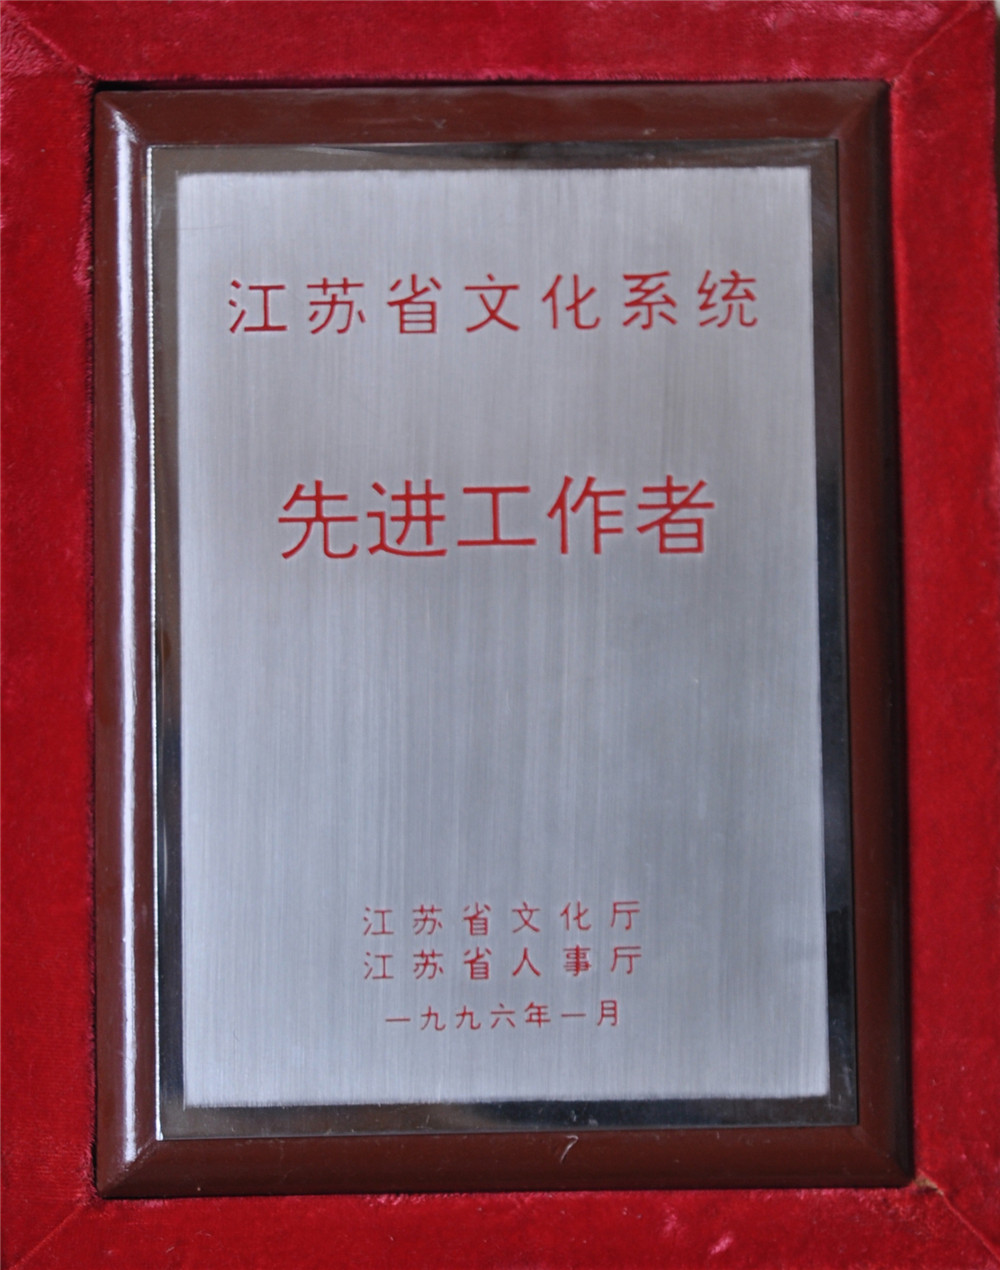 江苏省文化系统
先进工作者
江苏省文化厅
江苏省人事厅
一九九六年一月